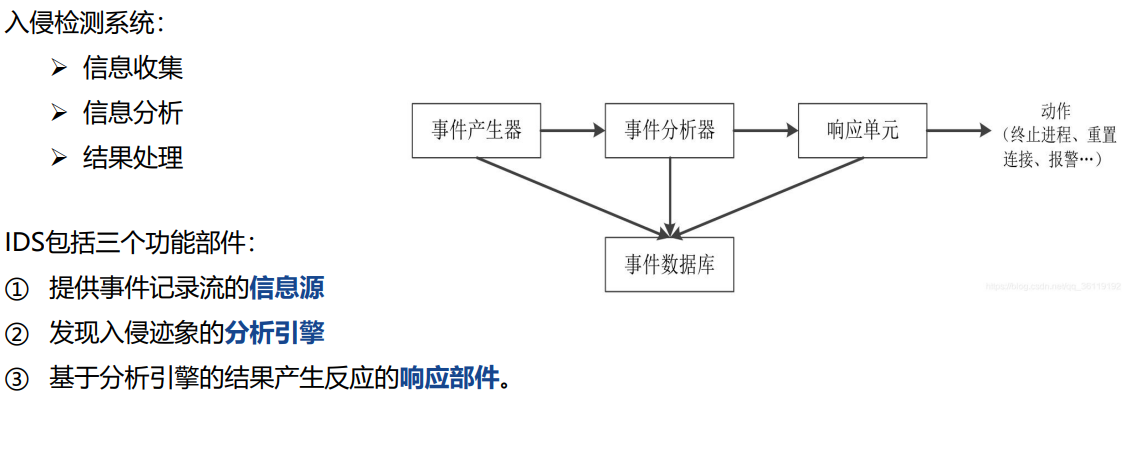 入侵检测系统：
➢ 信息收集
➢ 信息分析
➢ 结果处理
IDS包括三个功能部件：
① 提供事件记录流的信息源
② 发现入侵迹象的分析引擎
③ 基于分析引擎的结果产生反应的响应部件。
事件产生器
事件分析器
响应单元
动作
（终止进程、重置
连接、报警…）
事件数据库